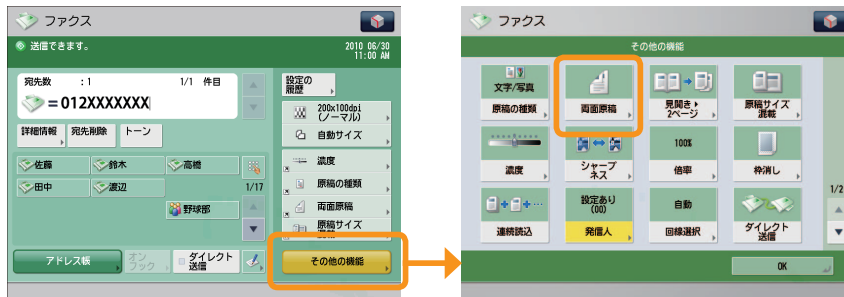 ファクス
送信できます。
2010 06/30
11:00 AM
宛先数 :1 1/1 件目
=012XXXXXXX
詳細情報 宛先削除 トーン
佐藤 鈴木 高橋
田中 渡辺
1/17
野球部
アドレス帳
オンフック
ダイレクト
送信
設定の
履歴
200x100dpi
(ノーマル)
自動サイズ
濃度
原稿の種類
両面原稿
原稿サイズ
その他の機能
ファクス
その他の機能
文字/写真
原稿の種類
両面原稿
見開き▶
2ページ
原稿サイズ
混載
濃度
シャープ
ネス
100%
倍率
枠消し
連続読込
設定あり
(00)
発信人
自動
回線選択
ダイレクト
送信
1/2
OK